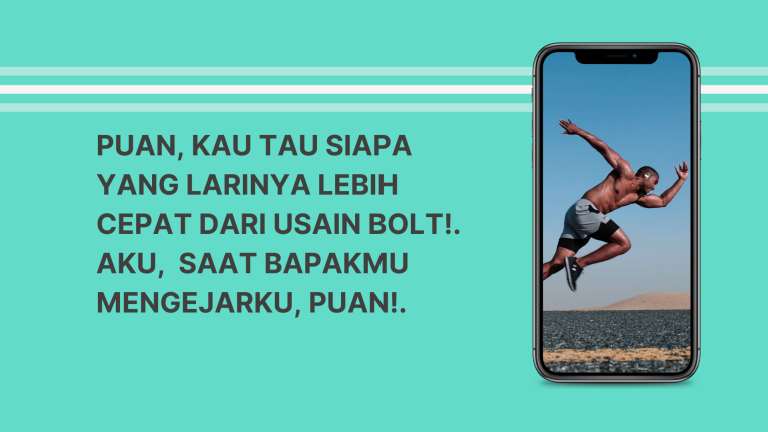 PUAN, KAU TAU SIAPA
YANG LARINYA LEBIH
CEPAT DARI USAIN BOLT!.
AKU,  SAAT BAPAKMU
MENGEJARKU, PUAN!.